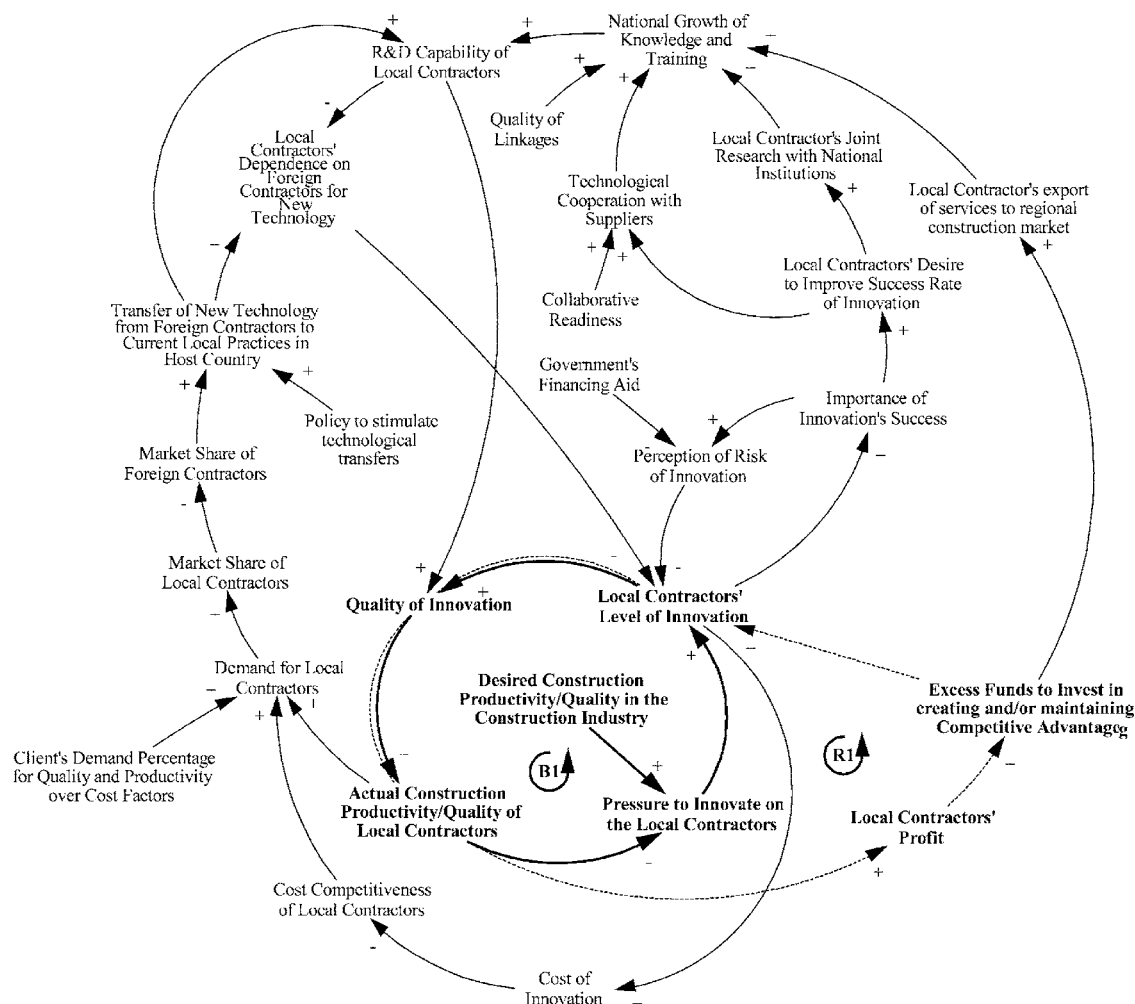 National Growth of
Knowledge and
Training
R&D Capability of
Local Contractors
Quality of
Linkages
Local
Contractors'
Dependence on
Foreign
Contractors for
New
Technology
Local Contractor's Joint
Research with National
Institutions
Technological
Cooperation with
Suppliers
Local Contractor's export
of services to regional
construction market
Local Contractors' Desire
to Improve Success Rate
of Innovation
Collaborative
Readiness
Transfer of New Technology
from Foreign Contractors to
Current Local Practices in
Host Country
Government's
Financing Aid
Importance of
Innovation's Success
Policy to stimulate
technological
transfers
Market Share of
Foreign Contractors
Perception of Risk
of Innovation
Market Share of
Local Contractors
Quality of Innovation
Local Contractors'
Level of Innovation
Demand for Local
Contractors
Desired Construction
Productivity/Quality in the
Construction Industry
Excess Funds to Invest in
creating and/or maintaining
Competitive Advantageg
Client's Demand Percentage
for Quality and Productivity
over Cost Factors
B1
R1
Actual Construction
Productivity/Quality of
Local Contractors
Pressure to Innovate on
the Local Contractors
Local Contractors'
Profit
Cost Competitiveness
of Local Contractors
Cost of
Innovation